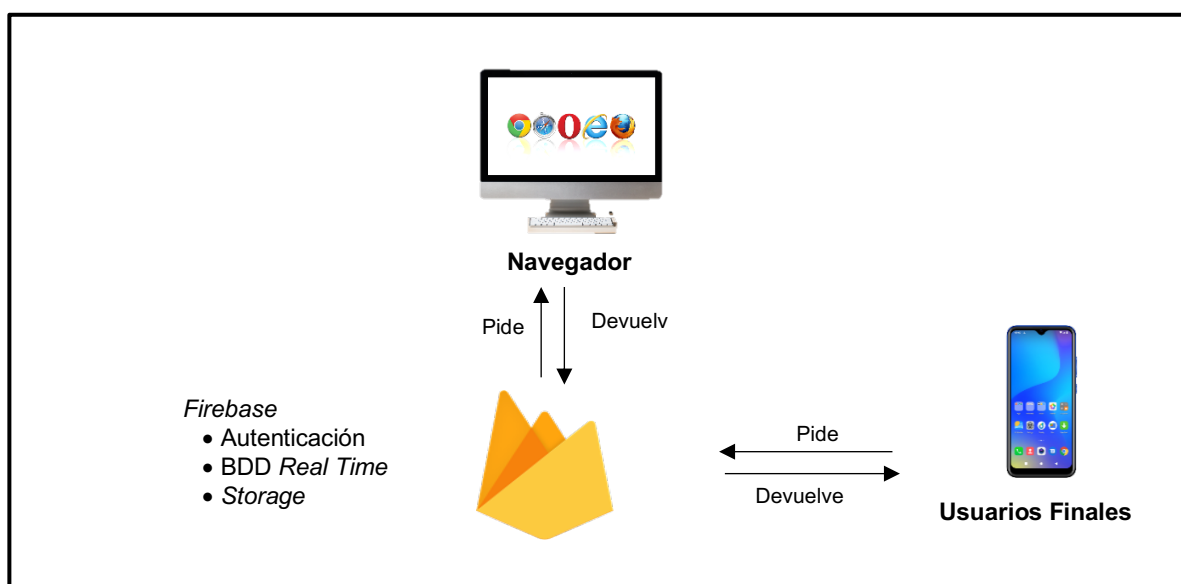 Navegador
Pide
Devuelv
Firebase
• Autenticación
• BDD Real Time
• Storage
Pide
Devuelve
Usuarios Finales